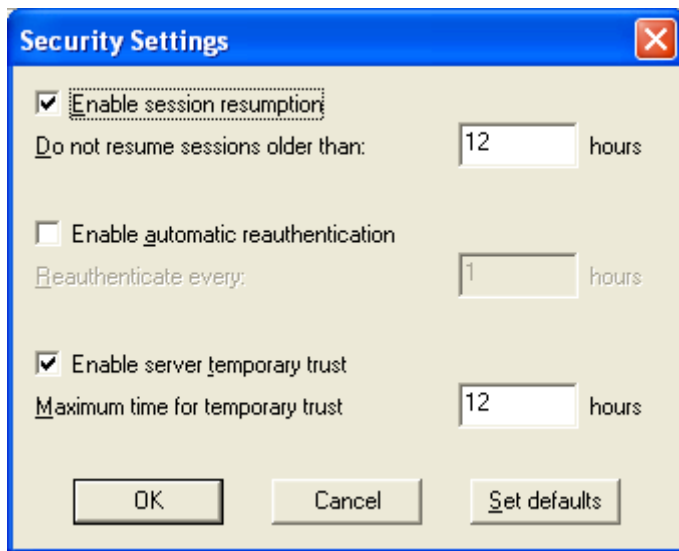 Security Settings
Enable session resumption
Do not resume sessions older than: 12 hours
Enable automatic reauthentication
Reauthenticate every: 1 hours
Enable server temporary trust
Maximum time for temporary trust 12 hours
OK Cancel Set defaults